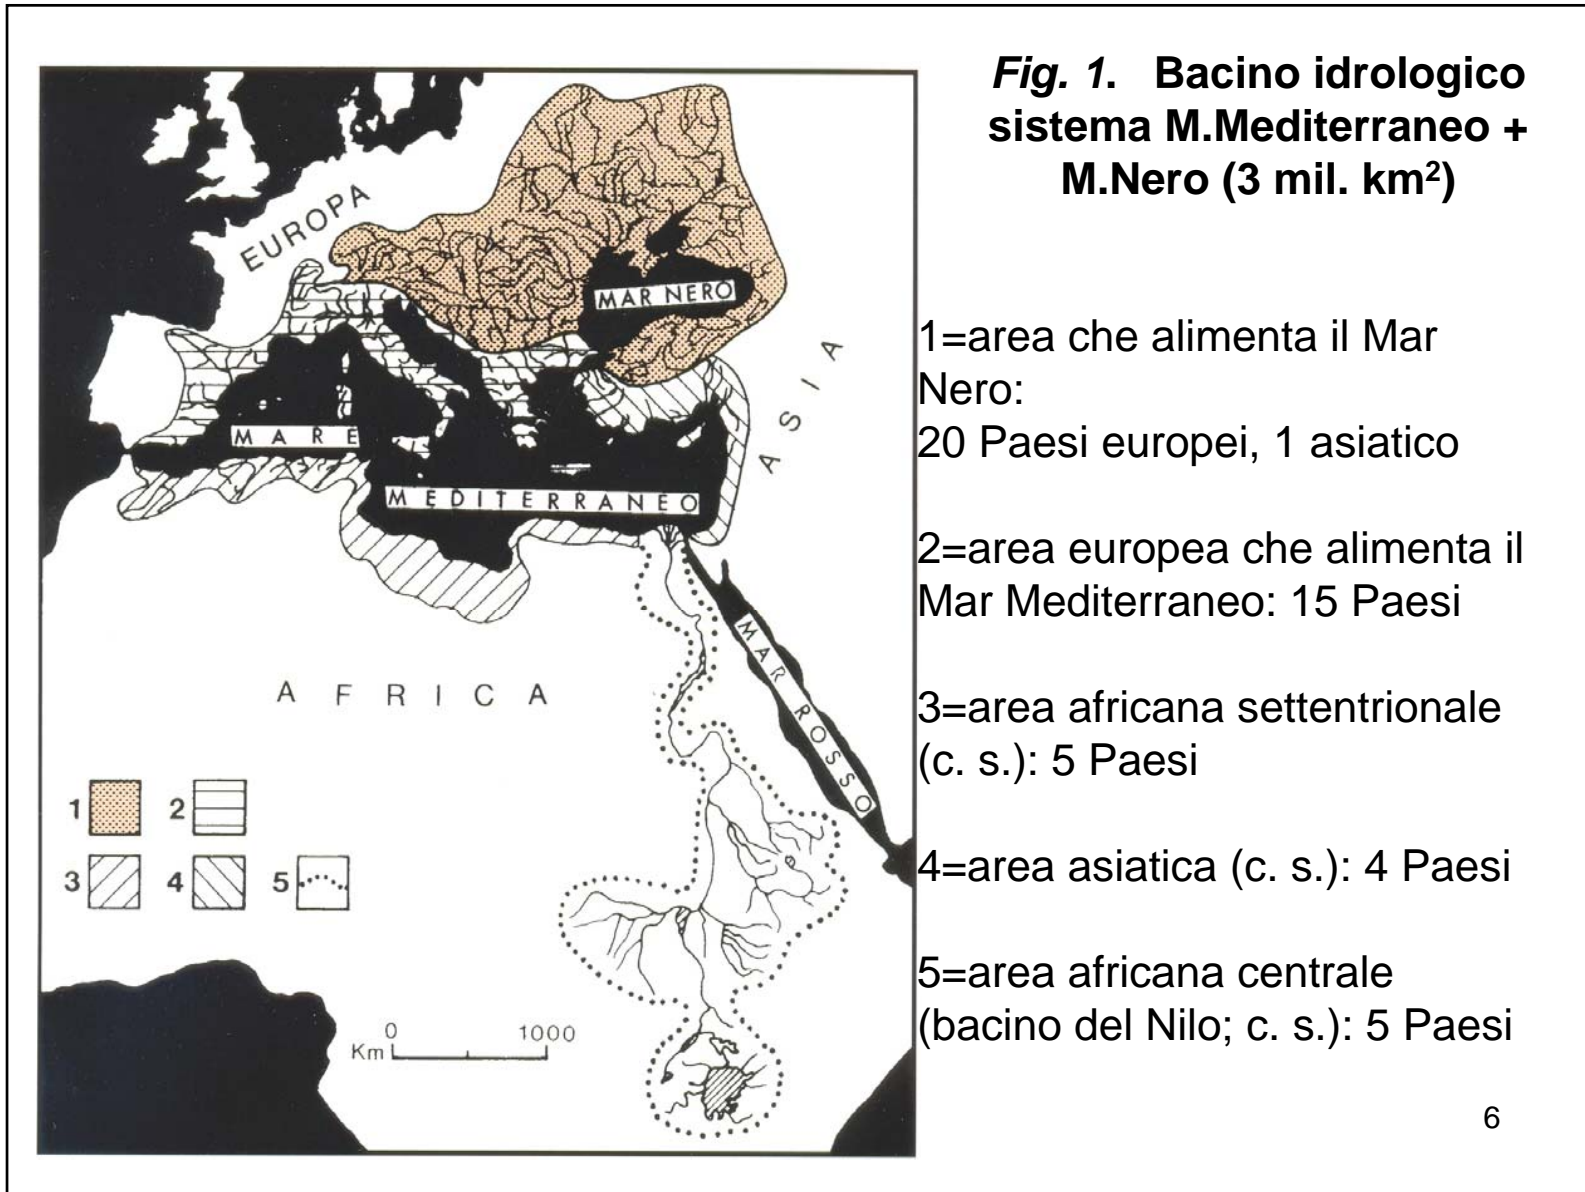 Fig. 1. Bacino idrologico
sistema M.Mediterraneo +
M.Nero (3 mil. km²)
EUROPA
MAR NERO
ASIA
MARE
MEDITERRANEO
MAR ROSSO
AFRICA
1 2
3 4 5
0 1000
Km
1=area che alimenta il Mar
Nero:
20 Paesi europei, 1 asiatico
2=area europea che alimenta il
Mar Mediterraneo: 15 Paesi
3=area africana settentrionale
(c. s.): 5 Paesi
4=area asiatica (c. s.): 4 Paesi
5=area africana centrale
(bacino del Nilo; c. s.): 5 Paesi
6